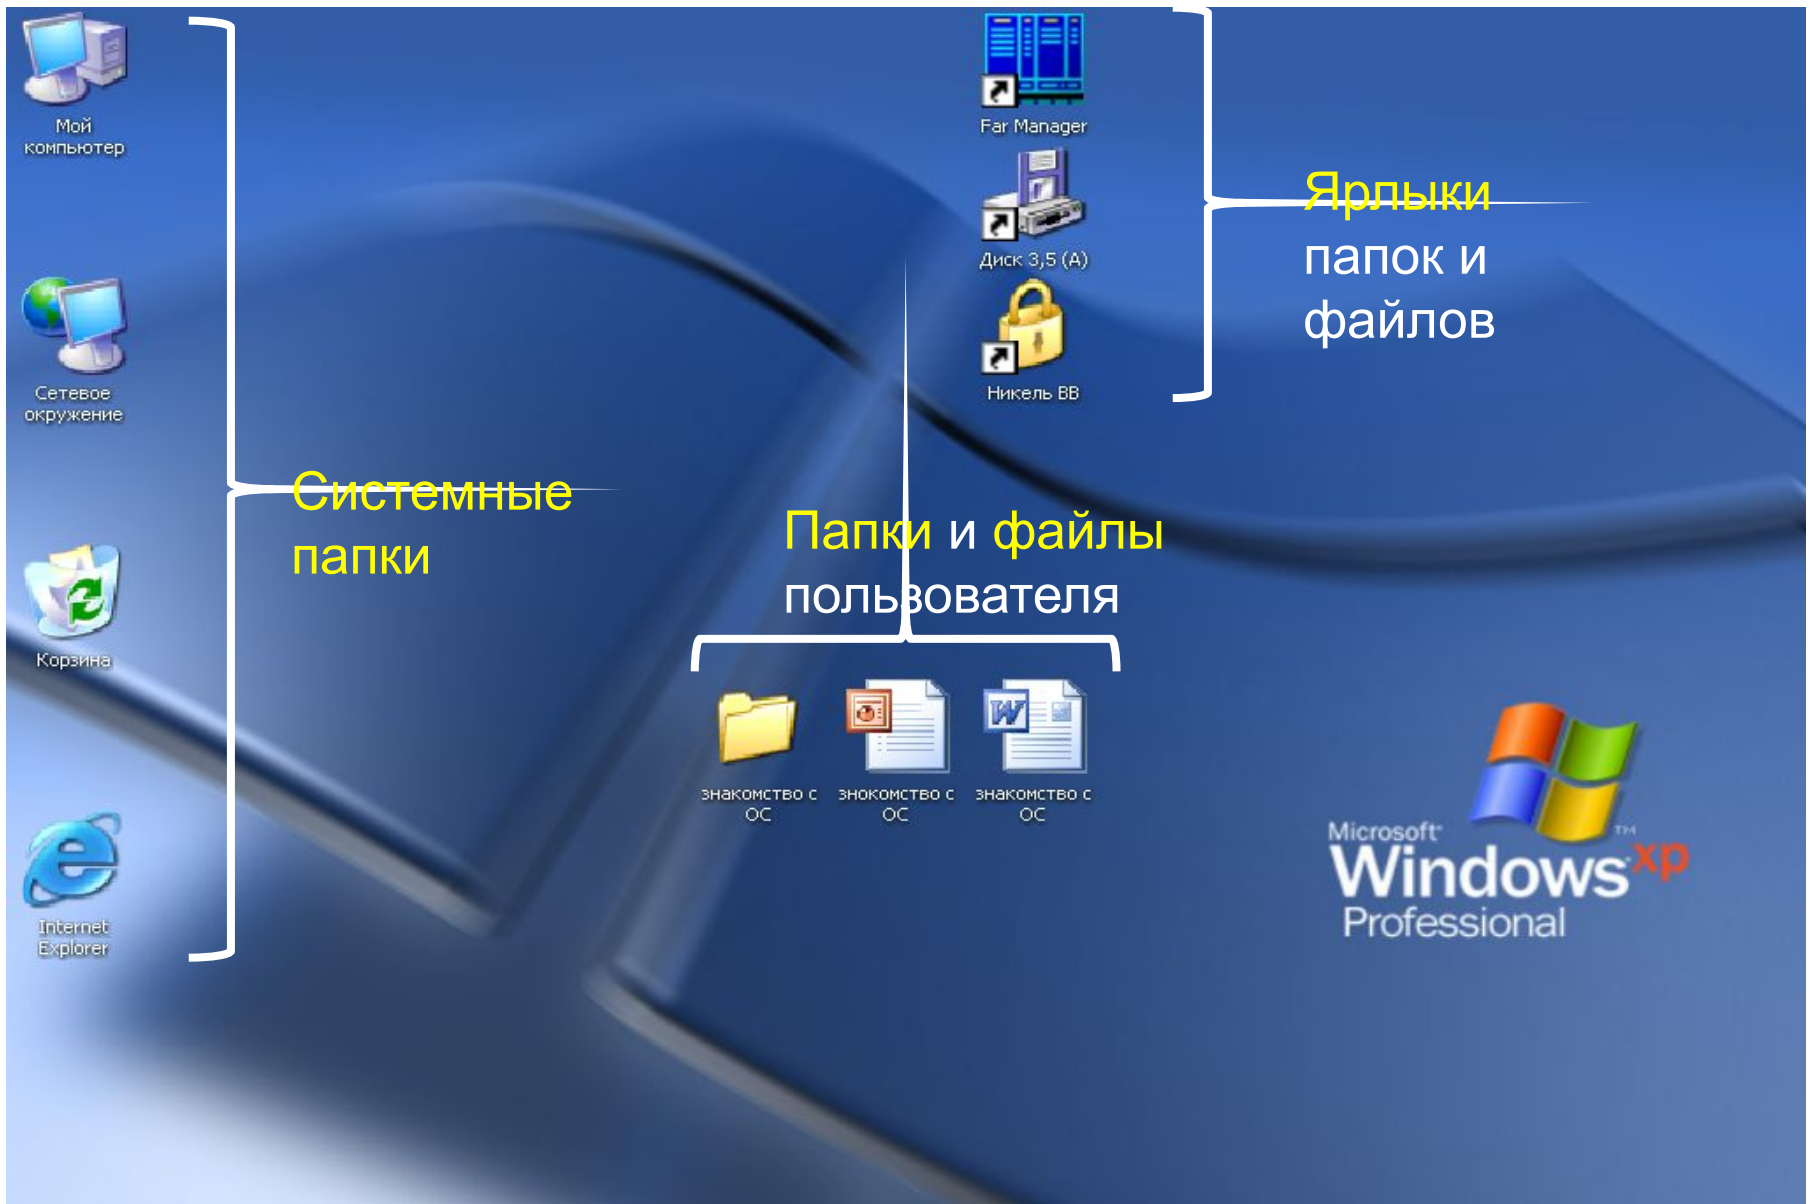 Мой
компьютер
Сетевое
окружение
Корзина
Internet
Explorer
Системные
папки
Far Manager
Диск 3,5 (A)
Никель ВВ
Ярлыки
папок и
файлов
Папки и файлы
пользователя
знакомство с
ОС
знокомство с
ОС
знакомство с
ОС
Microsoft
Windows xp
TM
Professional